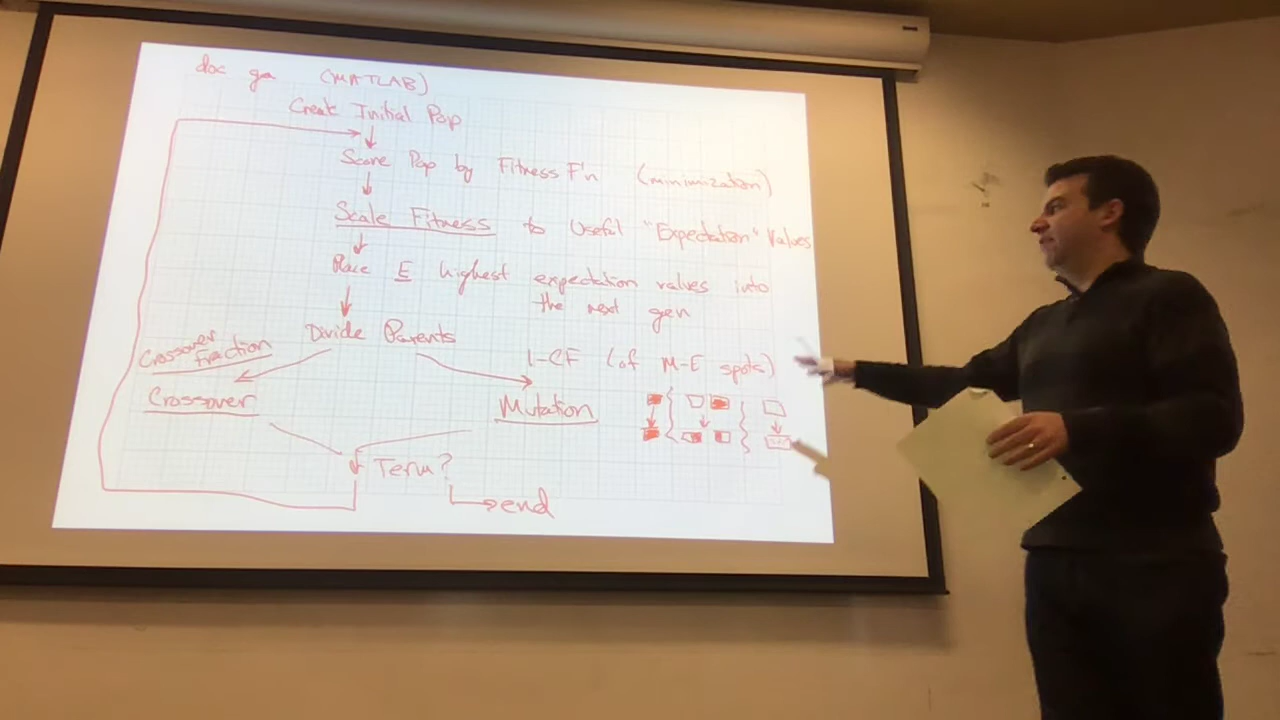 doc ga (MATLAB)
Create Initial Pop
Score Pop by Fitness F'n (minimization)
Scale Fitness to Useful "Expectation" Values
Place E highest expectation values into
the next gen
Divide Parents
Crossover
Fraction
1-CF (of M-E spots)
Crossover
Mutation
Term?
end